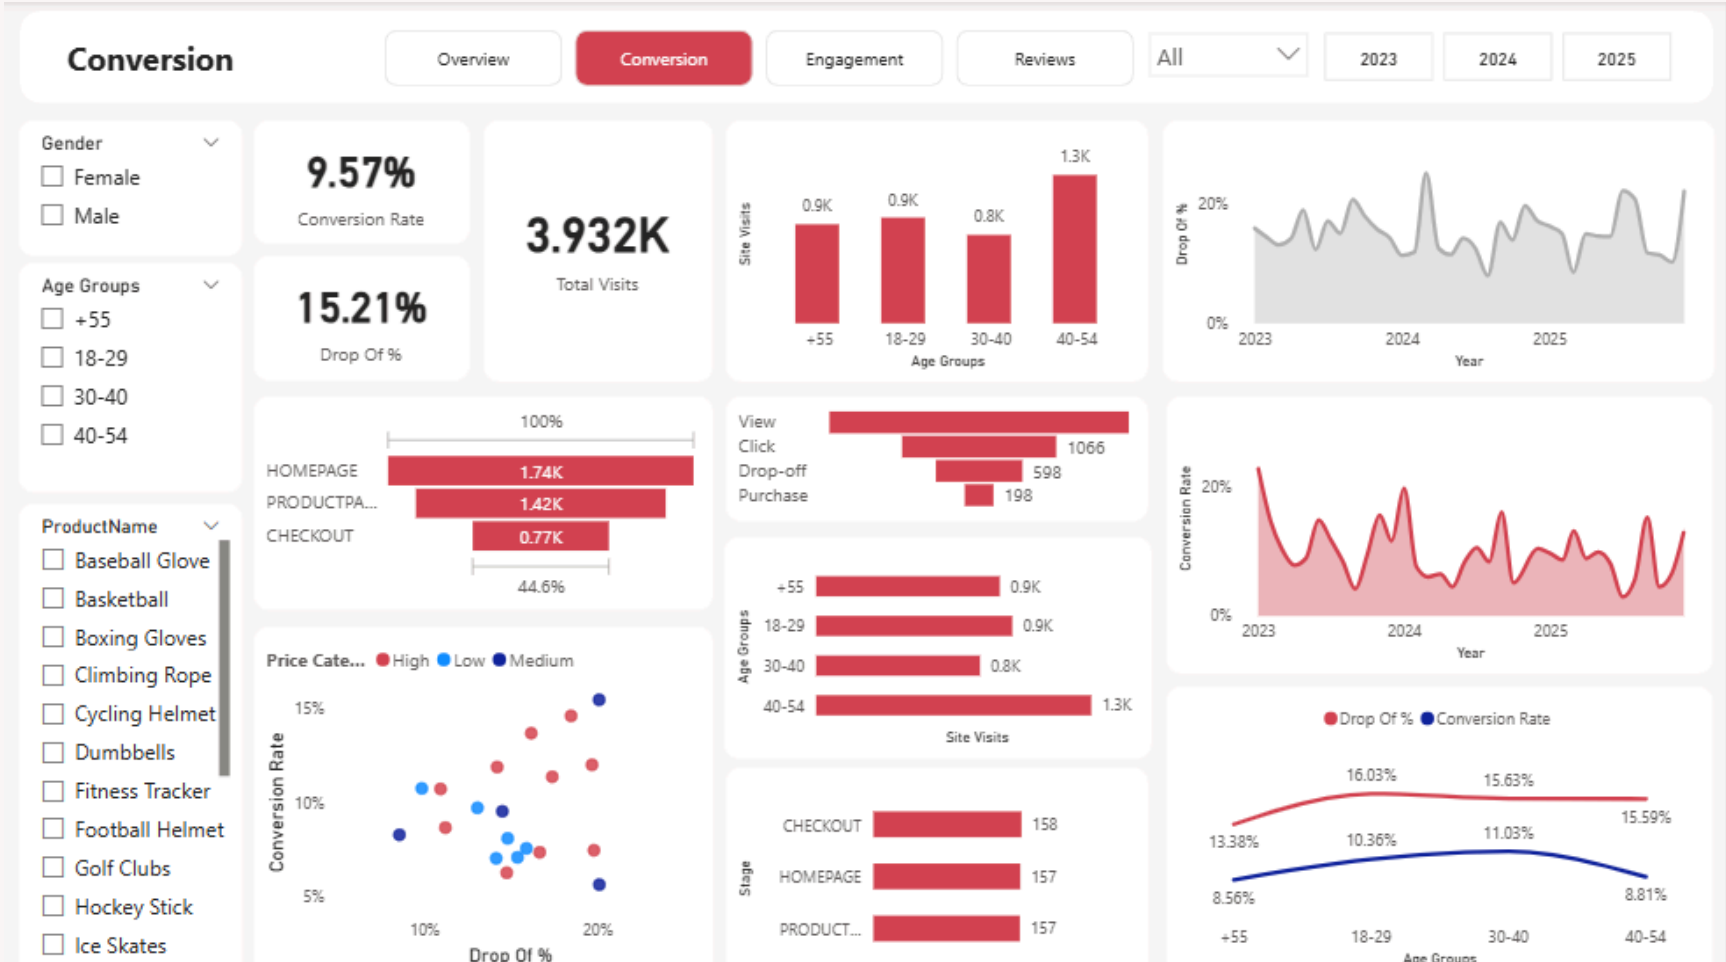 Conversion
Overview
Conversion
Engagement
Reviews
All
2023
2024
2025
Gender
Female
Male
Age Groups
+55
18-29
30-40
40-54
ProductName
Baseball Glove
Basketball
Boxing Gloves
Climbing Rope
Cycling Helmet
Dumbbells
Fitness Tracker
Football Helmet
Golf Clubs
Hockey Stick
Ice Skates
9.57%
Conversion Rate
15.21%
Drop Of %
3.932K
Total Visits
Site Visits
0.9K
0.9K
0.8K
1.3K
+55
18-29
30-40
40-54
Age Groups
Drop Of %
20%
0%
2023
2024
2025
Year
100%
HOMEPAGE
1.74K
PRODUCTPA...
1.42K
CHECKOUT
0.77K
44.6%
View
Click
1066
Drop-off
598
Purchase
198
Conversion Rate
20%
0%
2023
2024
2025
Year
Age Groups
+55
0.9K
18-29
0.9K
30-40
0.8K
40-54
1.3K
Site Visits
Price Cate...
High
Low
Medium
Conversion Rate
15%
10%
5%
10%
20%
Drop Of %
Stage
CHECKOUT
158
HOMEPAGE
157
PRODUCT...
157
Drop Of %
Conversion Rate
13.38%
16.03%
15.63%
15.59%
8.56%
10.36%
11.03%
8.81%
+55
18-29
30-40
40-54
Age Groups